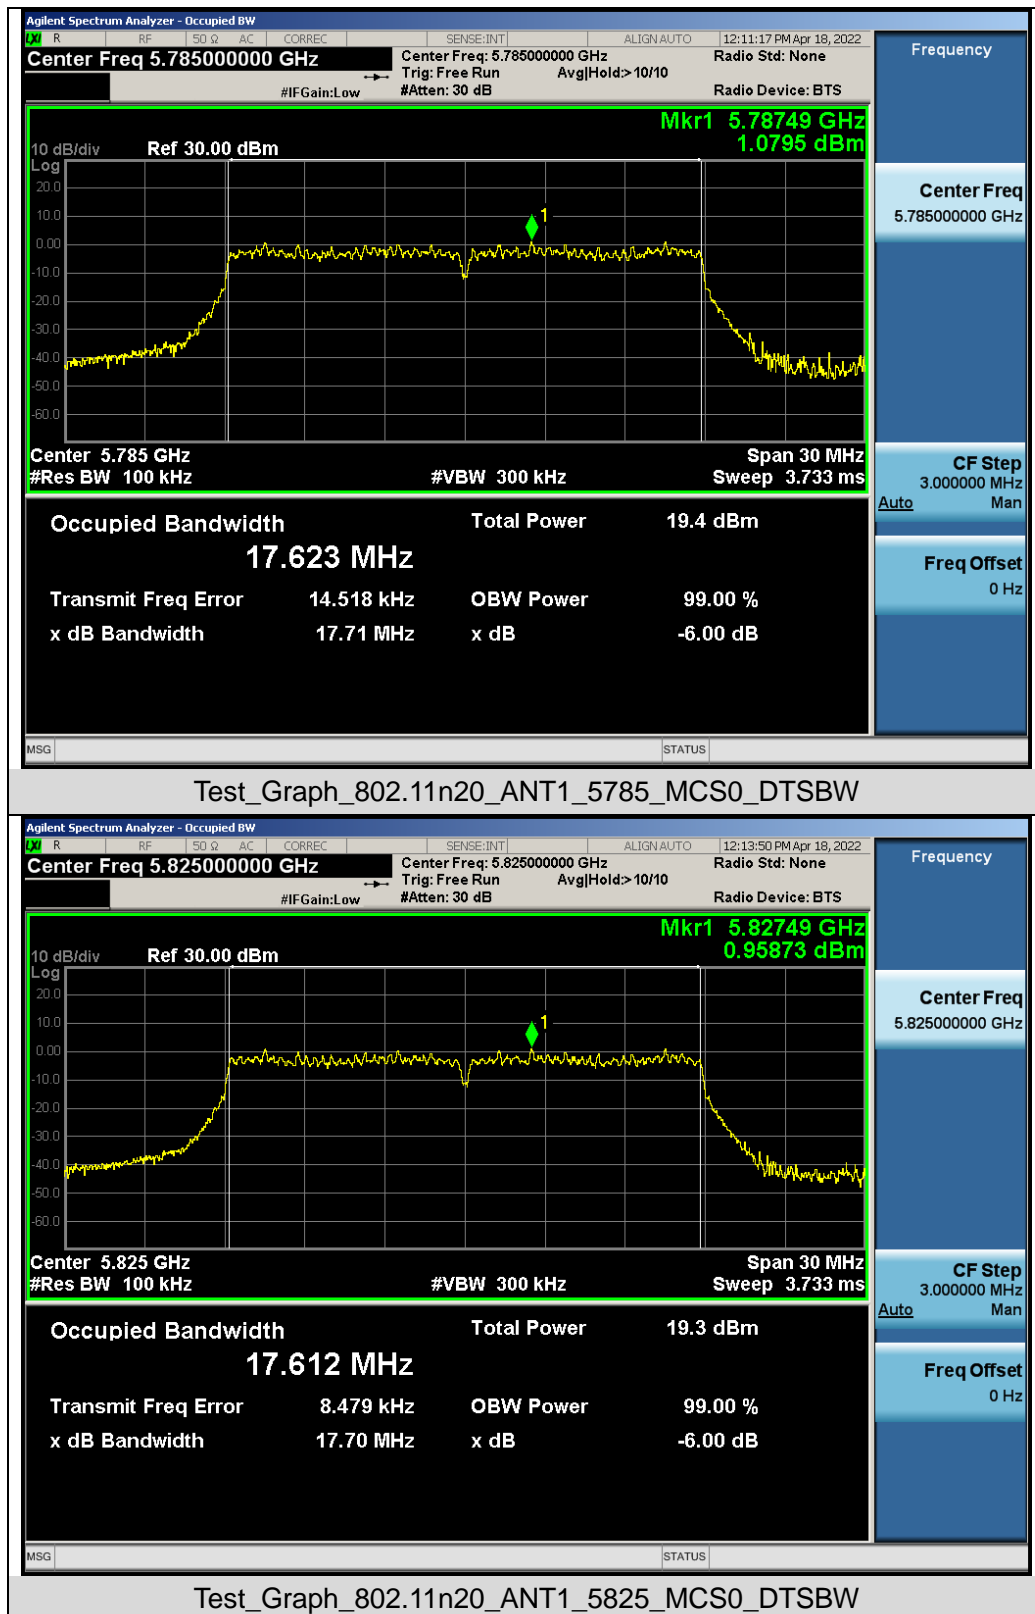 Agilent Spectrum Analyzer - Occupied BW
LXI R RF 50 Ω AC CORREC SENSE:INT ALIGN AUTO 12:11:17 PM Apr 18, 2022
Center Freq 5.785000000 GHz
Center Freq: 5.785000000 GHz Radio Std: None
Trig: Free Run Avg|Hold:> 10/10
#IFGain:Low #Atten: 30 dB Radio Device: BTS
Frequency
Mkr1 5.78749 GHz
1.0795 dBm
10 dB/div Ref 30.00 dBm
Log
20.0
10.0
0.00
-10.0
-20.0
-30.0
-40.0
-50.0
-60.0
1
Center 5.785 GHz Span 30 MHz
#Res BW 100 kHz #VBW 300 kHz Sweep 3.733 ms
Center Freq
5.785000000 GHz
CF Step
3.000000 MHz
Auto Man
Freq Offset
0 Hz
Occupied Bandwidth Total Power 19.4 dBm
17.623 MHz
Transmit Freq Error 14.518 kHz OBW Power 99.00 %
x dB Bandwidth 17.71 MHz x dB -6.00 dB
MSG STATUS
Test_Graph_802.11n20_ANT1_5785_MCS0_DTSBW
Agilent Spectrum Analyzer - Occupied BW
LXI R RF 50 Ω AC CORREC SENSE:INT ALIGN AUTO 12:13:50 PM Apr 18, 2022
Center Freq 5.825000000 GHz
Center Freq: 5.825000000 GHz Radio Std: None
Trig: Free Run Avg|Hold:> 10/10
#IFGain:Low #Atten: 30 dB Radio Device: BTS
Frequency
Mkr1 5.82749 GHz
0.95873 dBm
10 dB/div Ref 30.00 dBm
Log
20.0
10.0
0.00
-10.0
-20.0
-30.0
-40.0
-50.0
-60.0
1
Center 5.825 GHz Span 30 MHz
#Res BW 100 kHz #VBW 300 kHz Sweep 3.733 ms
Center Freq
5.825000000 GHz
CF Step
3.000000 MHz
Auto Man
Freq Offset
0 Hz
Occupied Bandwidth Total Power 19.3 dBm
17.612 MHz
Transmit Freq Error 8.479 kHz OBW Power 99.00 %
x dB Bandwidth 17.70 MHz x dB -6.00 dB
MSG STATUS
Test_Graph_802.11n20_ANT1_5825_MCS0_DTSBW